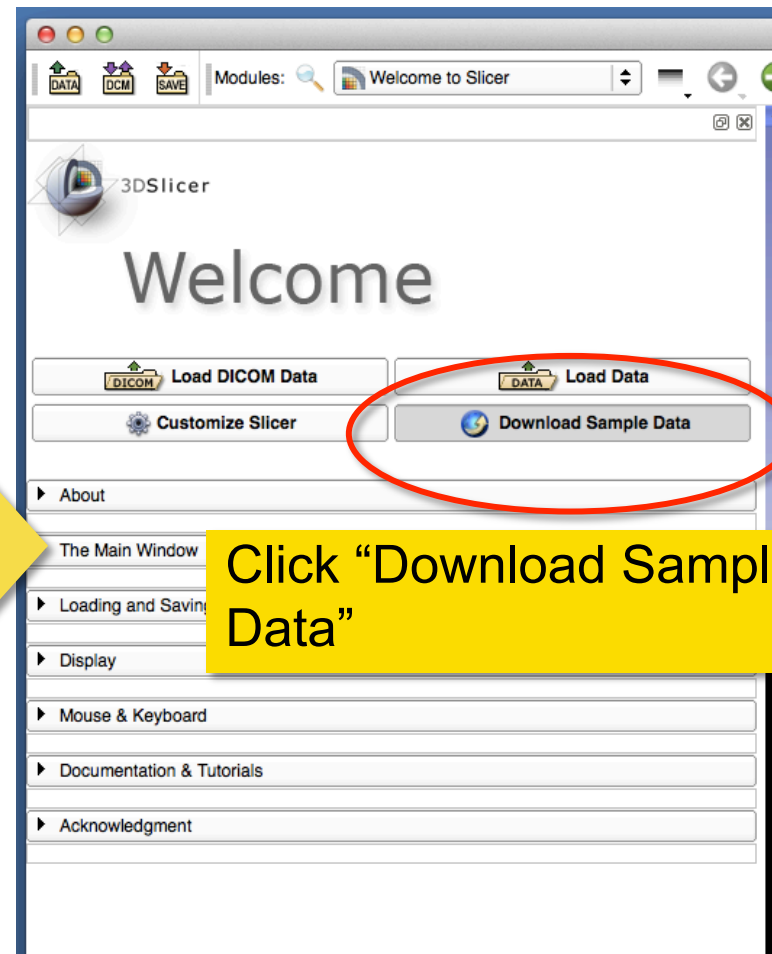 DATA DCM SAVE Modules: Welcome to Slicer
3DSlicer
Welcome
DICOM Load DICOM Data
DATA Load Data
Customize Slicer
Download Sample Data
About
The Main Window
Loading and Saving
Click “Download Sampl
Data”
Display
Mouse & Keyboard
Documentation & Tutorials
Acknowledgment